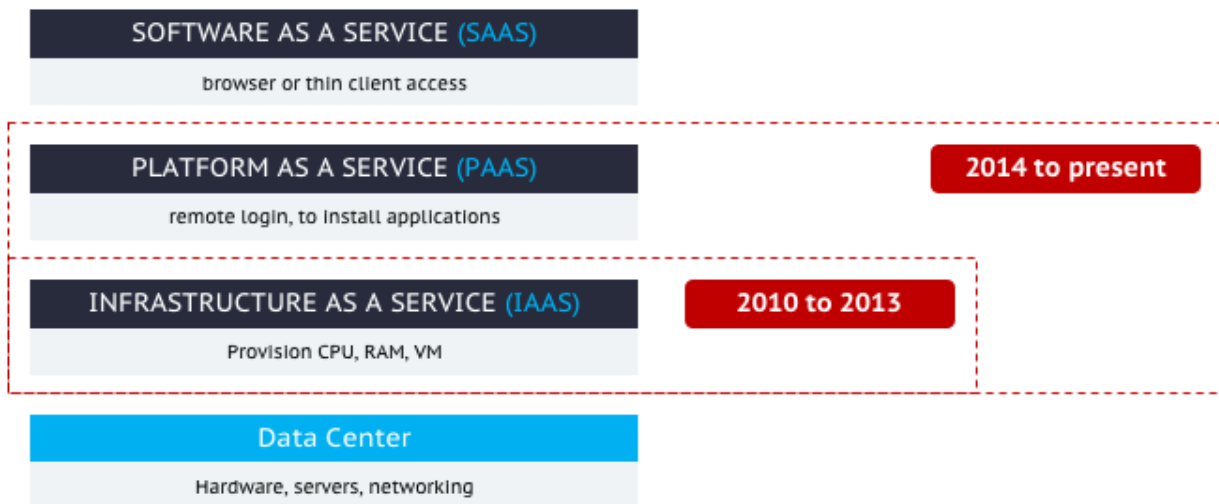 SOFTWARE AS A SERVICE (SAAS)
browser or thin client access
PLATFORM AS A SERVICE (PAAS)
2014 to present
remote login, to install applications
INFRASTRUCTURE AS A SERVICE (IAAS)
2010 to 2013
Provision CPU, RAM, VM
Data Center
Hardware, servers, networking